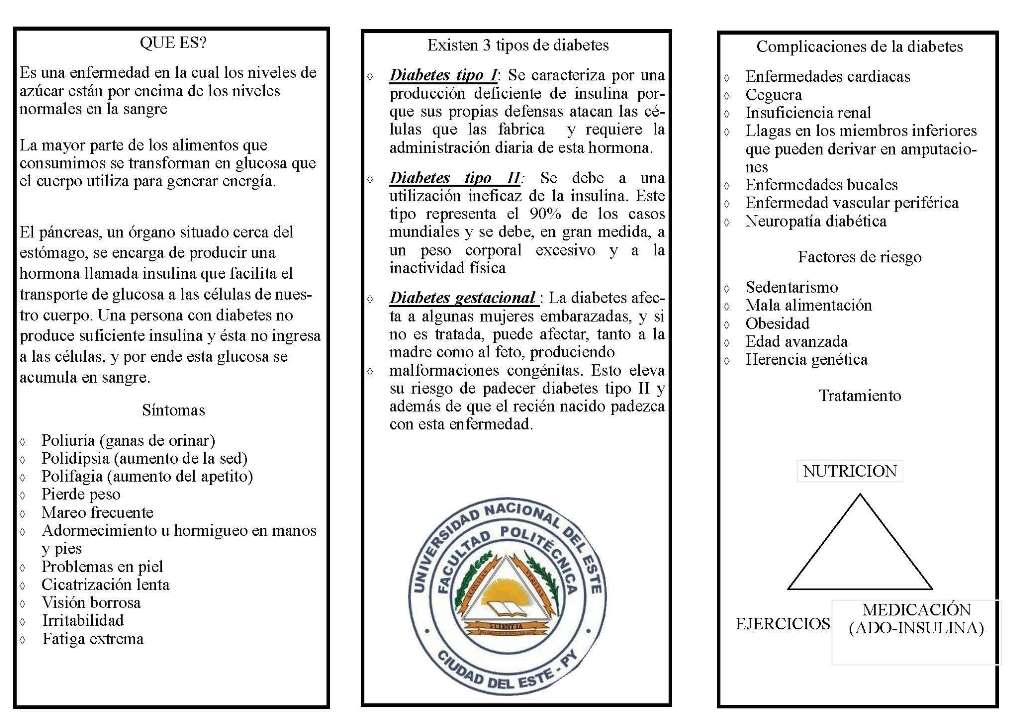 QUE ES?
Es una enfermedad en la cual los niveles de
azúcar están por encima de los niveles
normales en la sangre
La mayor parte de los alimentos que
consumimos se transforman en glucosa que
el cuerpo utiliza para generar energía.
El páncreas, un órgano situado cerca del
estómago, se encarga de producir una
hormona llamada insulina que facilita el
transporte de glucosa a las células de nues-
tro cuerpo. Una persona con diabetes no
produce suficiente insulina y ésta no ingresa
a las células, y por ende esta glucosa se
acumula en sangre.
Síntomas
◊ Poliuria (ganas de orinar)
◊ Polidipsia (aumento de la sed)
◊ Polifagia (aumento del apetito)
◊ Pierde peso
◊ Mareo frecuente
◊ Adormecimiento u hormigueo en manos
y pies
◊ Problemas en piel
◊ Cicatrización lenta
◊ Visión borrosa
◊ Irritabilidad
◊ Fatiga extrema
Existen 3 tipos de diabetes
◊ Diabetes tipo I: Se caracteriza por una
producción deficiente de insulina por-
que sus propias defensas atacan las cé-
lulas que las fabrica y requiere la
administración diaria de esta hormona.
◊ Diabetes tipo II: Se debe a una
utilización ineficaz de la insulina. Este
tipo representa el 90% de los casos
mundiales y se debe, en gran medida, a
un peso corporal excesivo y a la
inactividad física
◊ Diabetes gestacional : La diabetes afec-
ta a algunas mujeres embarazadas, y si
no es tratada, puede afectar, tanto a la
madre como al feto, produciendo
◊ malformaciones congénitas. Esto eleva
su riesgo de padecer diabetes tipo II y
además de que el recién nacido padezca
con esta enfermedad.
UNIVERSIDAD NACIONAL DEL ESTE
FACULTAD POLITÉCNICA
CIUDAD DEL ESTE - PY
Complicaciones de la diabetes
◊ Enfermedades cardiacas
◊ Ceguera
◊ Insuficiencia renal
◊ Llagas en los miembros inferiores
que pueden derivar en amputacio-
nes
◊ Enfermedades bucales
◊ Enfermedad vascular periférica
◊ Neuropatía diabética
Factores de riesgo
◊ Sedentarismo
◊ Mala alimentación
◊ Obesidad
◊ Edad avanzada
◊ Herencia genética
Tratamiento
NUTRICION
EJERCICIOS
MEDICACIÓN
(ADO-INSULINA)